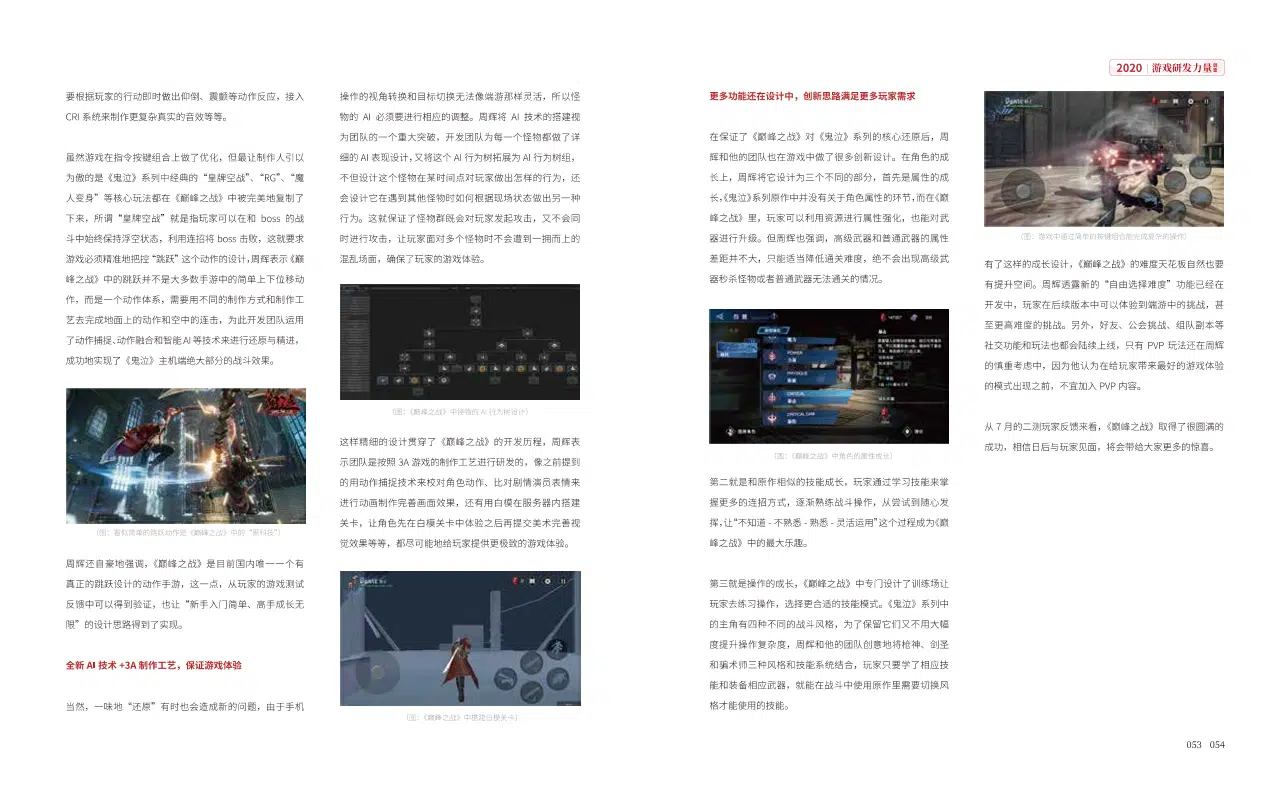 要根据玩家的行动即时做出仰倒、震颤等动作反应，接入
CRI 系统来制作更复杂真实的音效等等。
虽然游戏在指令按键组合上做了优化，但最让制作人引以
为傲的是《鬼泣》系列中经典的“皇牌空战”、“RG”、“魔
人变身”等核心玩法都在《巅峰之战》中被完美地复制了
下来，所谓“皇牌空战”就是指玩家可以在和 boss 的战
斗中始终保持浮空状态，利用连招将 boss 击败，这就要求
游戏必须精准地把控“跳跃”这个动作的设计，周辉表示《巅
峰之战》中的跳跃并不是大多数手游中的简单上下位移动
作，而是一个动作体系，需要用不同的制作方式和制作工
艺去完成地面上的动作和空中的连击，为此开发团队运用
了动作捕捉、动作融合和智能 AI 等技术来进行还原与精进，
成功地实现了《鬼泣》主机端绝大部分的战斗效果。
（图：看似简单的跳跃动作是《巅峰之战》中的“黑科技”）
周辉还自豪地强调，《巅峰之战》是目前国内唯一一个有
真正的跳跃设计的动作手游，这一点，从玩家的游戏测试
反馈中可以得到验证，也让“新手入门简单、高手成长无
限”的设计思路得到了实现。
全新 AI 技术 +3A 制作工艺，保证游戏体验
当然，一味地“还原”有时也会造成新的问题，由于手机
操作的视角转换和目标切换无法像端游那样灵活，所以怪
物的 AI 必须要进行相应的调整。周辉将 AI 技术的搭建视
为团队的一个重大突破，开发团队为每一个怪物都做了详
细的 AI 表现设计，又将这个 AI 行为树拓展为 AI 行为树组，
不但设计这个怪物在某时间点对玩家做出怎样的行为，还
会设计它在遇到其他怪物时如何根据现场状态做出另一种
行为。这就保证了怪物群既会对玩家发起攻击，又不会同
时进行攻击，让玩家面对多个怪物时不会遭到一拥而上的
混乱场面，确保了玩家的游戏体验。
（图：《巅峰之战》中怪物的 AI 行为树设计）
这样精细的设计贯穿了《巅峰之战》的开发历程，周辉表
示团队是按照 3A 游戏的制作工艺进行研发的，像之前提到
的用动作捕捉技术来校对角色动作、比对剧情演员表情来
进行动画制作完善画面效果，还有用白模在服务器内搭建
关卡，让角色先在白模关卡中体验之后再提交美术完善视
觉效果等等，都尽可能地给玩家提供更极致的游戏体验。
Dante
（图：《巅峰之战》中搭建白模关卡）
更多功能还在设计中，创新思路满足更多玩家需求
在保证了《巅峰之战》对《鬼泣》系列的核心还原后，周
辉和他的团队也在游戏中做了很多创新设计。在角色的成
长上，周辉将它设计为三个不同的部分，首先是属性的成
长，《鬼泣》系列原作中并没有关于角色属性的环节，而在《巅
峰之战》里，玩家可以利用资源进行属性强化，也能对武
器进行升级。但周辉也强调，高级武器和普通武器的属性
差距并不大，只能适当降低通关难度，绝不会出现高级武
器秒杀怪物或者普通武器无法通关的情况。
POWER
PHYSIQUE
CRITICAL
CRITICAL DAM
（图：《巅峰之战》中角色的属性成长）
第二就是和原作相似的技能成长，玩家通过学习技能来掌
握更多的连招方式，逐渐熟练战斗操作，从尝试到随心发
挥，让“不知道 - 不熟悉 - 熟悉 - 灵活运用”这个过程成为《巅
峰之战》中的最大乐趣。
第三就是操作的成长，《巅峰之战》中专门设计了训练场让
玩家去练习操作，选择更合适的技能模式。《鬼泣》系列中
的主角有四种不同的战斗风格，为了保留它们又不用大幅
度提升操作复杂度，周辉和他的团队创意地将枪神、剑圣
和骗术师三种风格和技能系统结合，玩家只要学了相应技
能和装备相应武器，就能在战斗中使用原作里需要切换风
格才能使用的技能。
2020 | 游戏研发力量
Dante
（图：游戏中通过简单的按键组合能完成复杂的操作）
有了这样的成长设计，《巅峰之战》的难度天花板自然也要
有提升空间。周辉透露新的“自由选择难度”功能已经在
开发中，玩家在后续版本中可以体验到端游中的挑战，甚
至更高难度的挑战。另外，好友、公会挑战、组队副本等
社交功能和玩法也都会陆续上线，只有 PVP 玩法还在周辉
的慎重考虑中，因为他认为在给玩家带来最好的游戏体验
的模式出现之前，不宜加入 PVP 内容。
从 7 月的二测玩家反馈来看，《巅峰之战》取得了很圆满的
成功，相信日后与玩家见面，将会带给大家更多的惊喜。
053 054